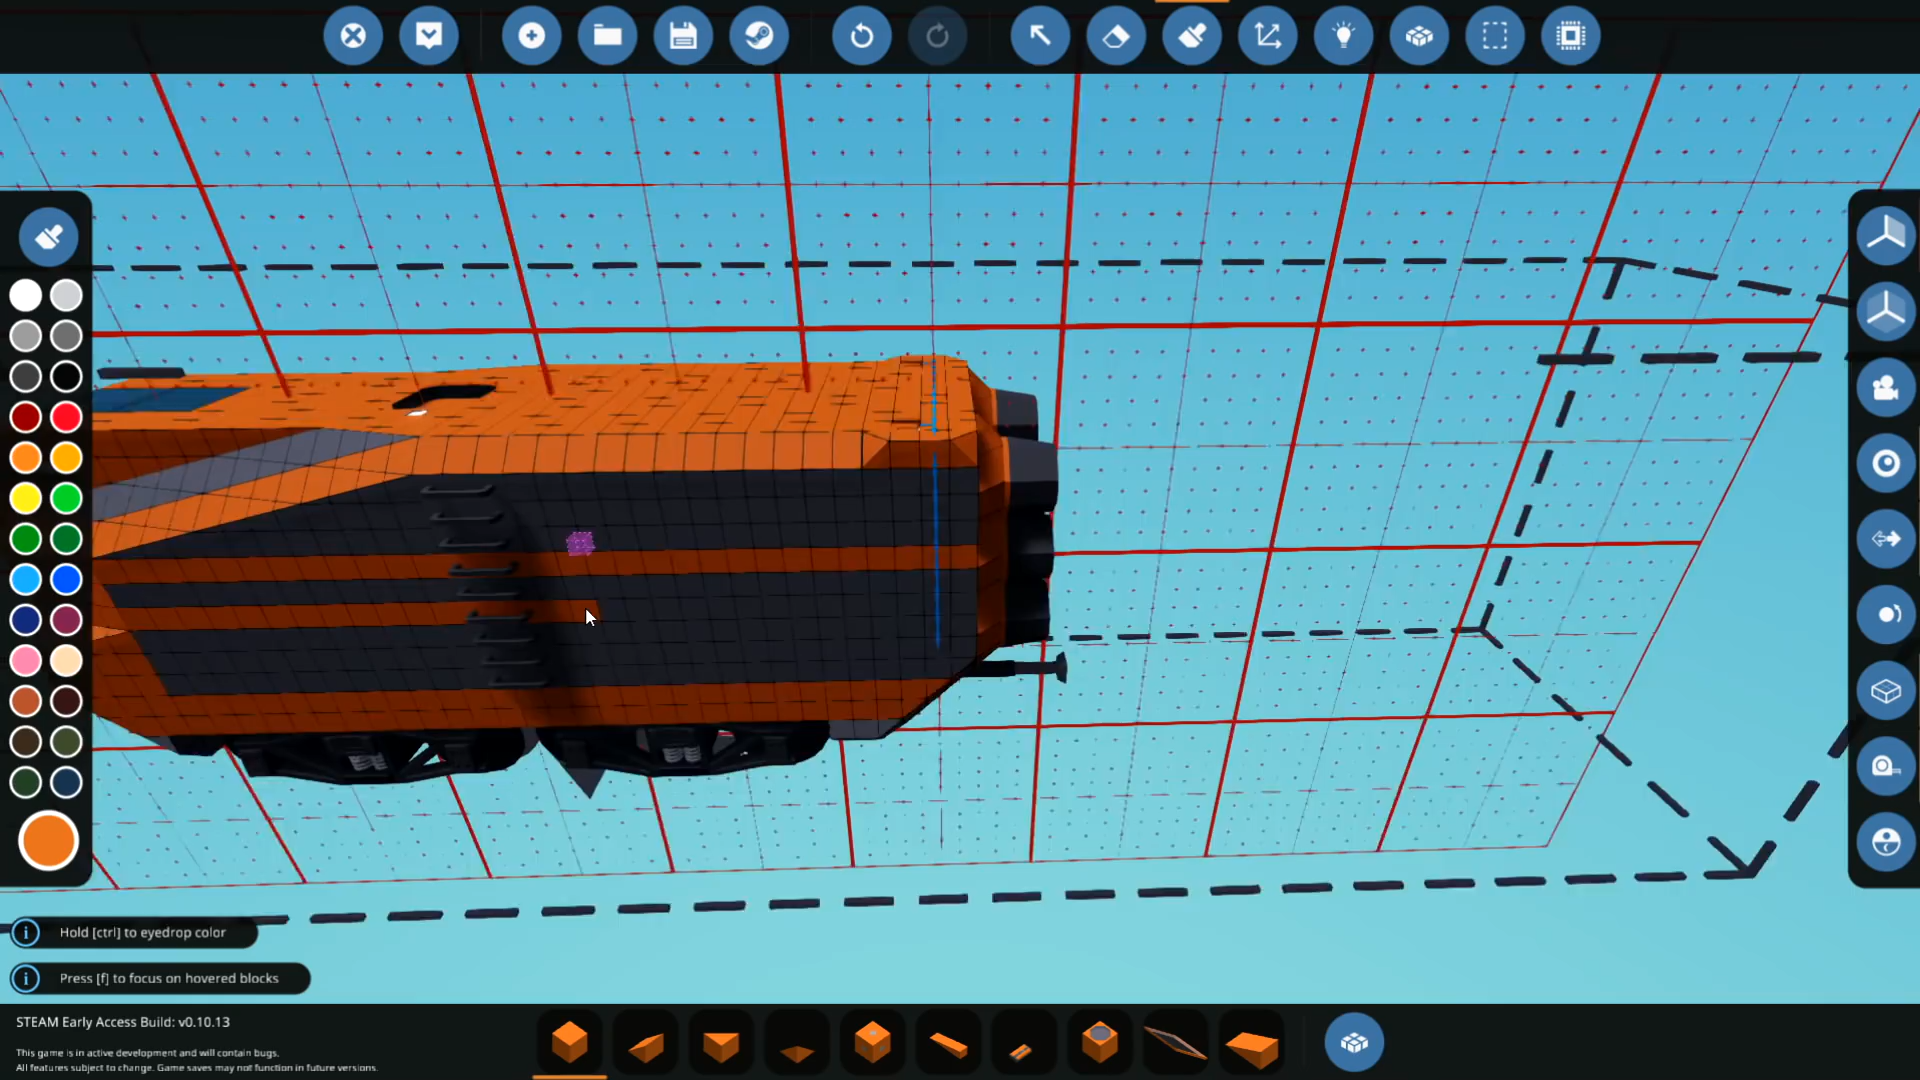 Hold [ctrl] to eyedrop color
Press [f] to focus on hovered blocks
STEAM Early Access Build: v0.10.13
This game is in active development and will contain bugs.
All features subject to change. Game saves may not function in future versions.